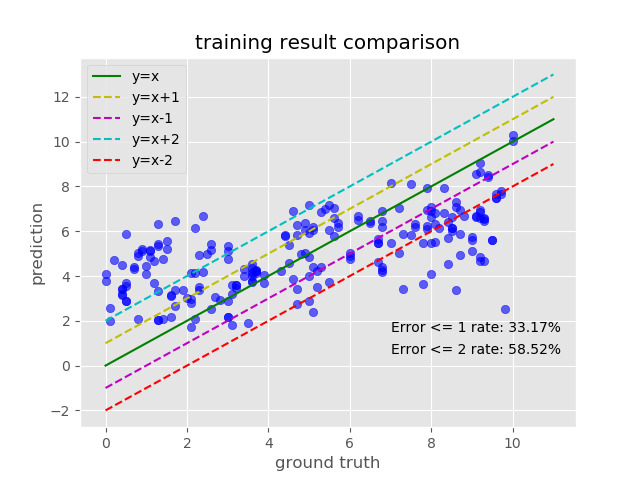 training result comparison
y=x
y=x+1
y=x-1
y=x+2
y=x-2
12
10
8
6
4
2
0
−2
prediction
Error <= 1 rate: 33.17%
Error <= 2 rate: 58.52%
0 2 4 6 8 10
ground truth